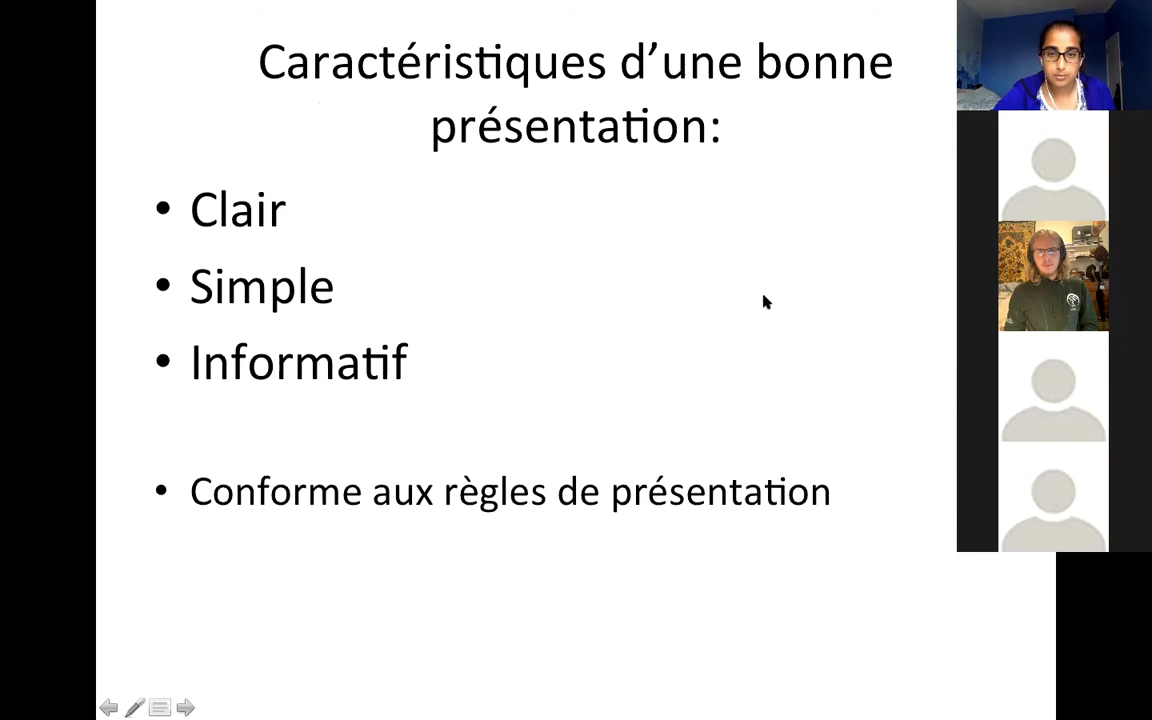 Caractéristiques d’une bonne
présentation:
• Clair
• Simple
• Informatif
• Conforme aux règles de présentation